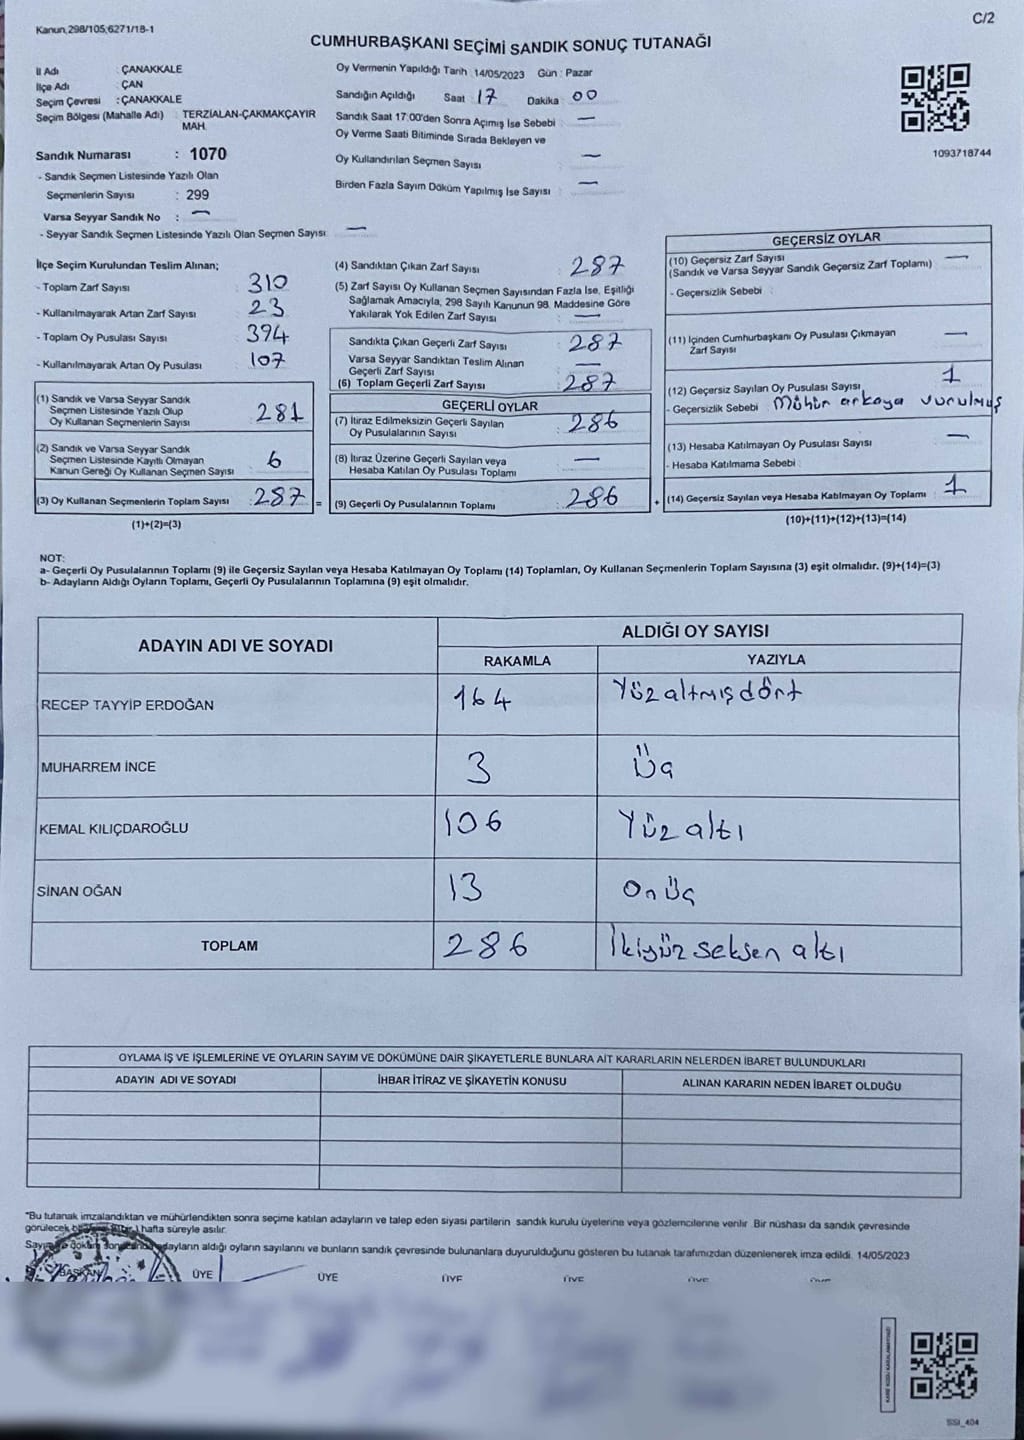 Kanun,298/105;6271/18-1
C/2
CUMHURBAŞKANI SEÇİMİ SANDIK SONUÇ TUTANAĞI
İl Adı : ÇANAKKALE
İlçe Adı : ÇAN
Seçim Çevresi : ÇANAKKALE
Seçim Bölgesi (Mahalle Adı) : TERZİALAN-ÇAKMAKÇAYIR
MAH.
Sandık Numarası : 1070
- Sandık Seçmen Listesinde Yazılı Olan
Seçmenlerin Sayısı : 299
Varsa Seyyar Sandık No : —
- Seyyar Sandık Seçmen Listesinde Yazılı Olan Seçmen Sayısı: —
Oy Vermenin Yapıldığı Tarih : 14/05/2023 Gün : Pazar
Sandığın Açıldığı Saat 17 Dakika 00
Sandık Saat 17:00'den Sonra Açımış İse Sebebi : —
Oy Verme Saati Bitiminde Sırada Bekleyen ve
Oy Kullandırılan Seçmen Sayısı : —
Birden Fazla Sayım Döküm Yapılmış İse Sayısı : —
1093718744
İlçe Seçim Kurulundan Teslim Alınan;
- Toplam Zarf Sayısı : 310
- Kullanılmayarak Artan Zarf Sayısı : 23
- Toplam Oy Pusulası Sayısı : 394
- Kullanılmayarak Artan Oy Pusulası : 107
(1) Sandık ve Varsa Seyyar Sandık
Seçmen Listesinde Yazılı Olup
Oy Kullanan Seçmenlerin Sayısı : 281
(2) Sandık ve Varsa Seyyar Sandık
Seçmen Listesinde Kayıtlı Olmayan
Kanun Gereği Oy Kullanan Seçmen Sayısı : 6
(3) Oy Kullanan Seçmenlerin Toplam Sayısı : 287 =
(1)+(2)=(3)
(4) Sandıktan Çıkan Zarf Sayısı : 287
(5) Zarf Sayısı Oy Kullanan Seçmen Sayısından Fazla İse, Eşitliği
Sağlamak Amacıyla, 298 Sayılı Kanunun 98. Maddesine Göre
Yakılarak Yok Edilen Zarf Sayısı : —
Sandıkta Çıkan Geçerli Zarf Sayısı : 287
Varsa Seyyar Sandıktan Teslim Alınan
Geçerli Zarf Sayısı : —
(6) Toplam Geçerli Zarf Sayısı : 287
GEÇERLİ OYLAR
(7) İtiraz Edilmeksizin Geçerli Sayılan
Oy Pusulalarının Sayısı : 286
(8) İtiraz Üzerine Geçerli Sayılan veya
Hesaba Katılan Oy Pusulası Toplamı : —
(9) Geçerli Oy Pusulalarının Toplamı : 286 +
GEÇERSİZ OYLAR
(10) Geçersiz Zarf Sayısı : —
(Sandık ve Varsa Seyyar Sandık Geçersiz Zarf Toplamı)
- Geçersizlik Sebebi :
(11) İçinden Cumhurbaşkanı Oy Pusulası Çıkmayan
Zarf Sayısı —
(12) Geçersiz Sayılan Oy Pusulası Sayısı : 1
- Geçersizlik Sebebi : Mühür arkaya vurulmuş
(13) Hesaba Katılmayan Oy Pusulası Sayısı : —
- Hesaba Katılmama Sebebi :
(14) Geçersiz Sayılan veya Hesaba Katılmayan Oy Toplamı : 1
(10)+(11)+(12)+(13)=(14)
NOT:
a- Geçerli Oy Pusulalarının Toplamı (9) ile Geçersiz Sayılan veya Hesaba Katılmayan Oy Toplamı (14) Toplamları, Oy Kullanan Seçmenlerin Toplam Sayısına (3) eşit olmalıdır. (9)+(14)=(3)
b- Adayların Aldığı Oyların Toplamı, Geçerli Oy Pusulalarının Toplamına (9) eşit olmalıdır.
ADAYIN ADI VE SOYADI
ALDIĞI OY SAYISI
RAKAMLA YAZIYLA
RECEP TAYYİP ERDOĞAN 164 Yüz altmış dört
MUHARREM İNCE 3 Üç
KEMAL KILIÇDAROĞLU 106 Yüz altı
SİNAN OĞAN 13 On Üç
TOPLAM 286 İkiyüz seksen altı
OYLAMA İŞ VE İŞLEMLERİNE VE OYLARIN SAYIM VE DÖKÜMÜNE DAİR ŞİKAYETLERLE BUNLARA AİT KARARLARIN NELERDEN İBARET BULUNDUKLARI
ADAYIN ADI VE SOYADI İHBAR İTİRAZ VE ŞİKAYETİN KONUSU ALINAN KARARIN NEDEN İBARET OLDUĞU
"Bu tutanak imzalandıktan ve mühürlendikten sonra seçime katılan adayların ve talep eden siyasi partilerin sandık kurulu üyelerine veya gözlemcilerine verilir. Bir nüshası da sandık çevresinde
görülecek hafta süreyle asılır.
adayların aldığı oyların sayılarını ve bunların sandık çevresinde bulunanlara duyurulduğunu gösteren bu tutanak tarafımızdan düzenlenerek imza edildi. 14/05/2023
BAŞKAN ÜYE ÜYE ÜYE ÜYE ÜYE ÜYE
SSI_404